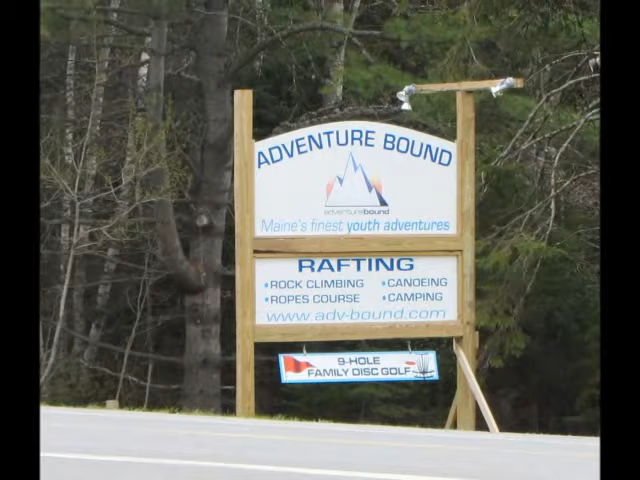 ADVENTURE BOUND
adventurebound
Maine's finest youth adventures
RAFTING
•ROCK CLIMBING •CANOEING
•ROPES COURSE •CAMPING
www.adv-bound.com
9-HOLE
FAMILY DISC GOLF